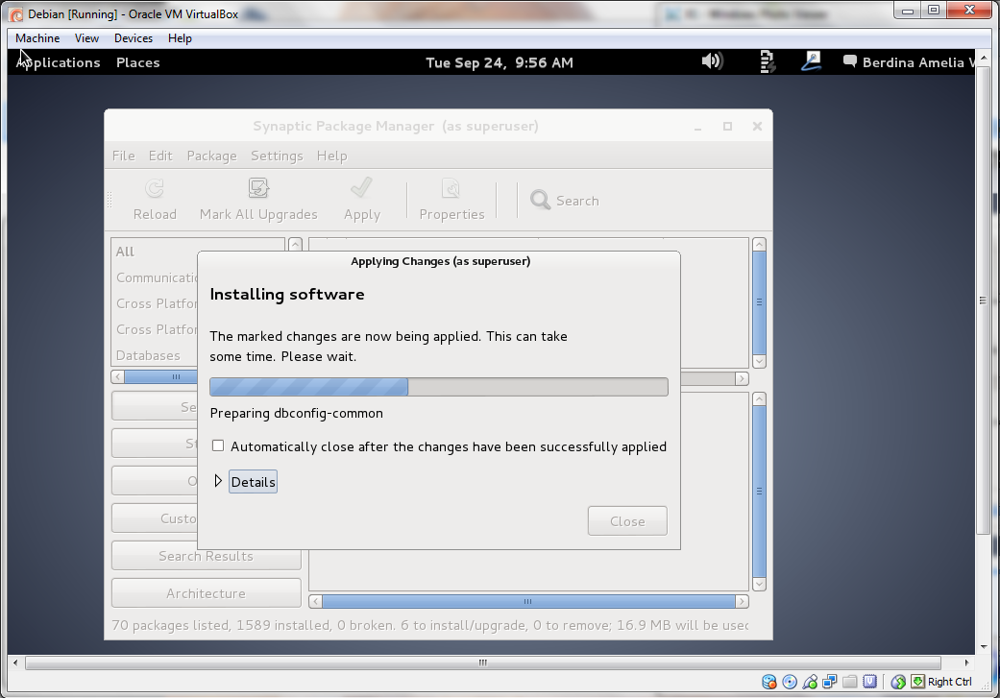 Debian [Running] - Oracle VM VirtualBox
Machine View Devices Help
Applications Places Tue Sep 24, 9:56 AM Berdina Amelia
Synaptic Package Manager (as superuser)
File Edit Package Settings Help
Reload Mark All Upgrades Apply Properties Search
All
Communicatio
Cross Platfor
Cross Platfor
Databases
Applying Changes (as superuser)
Installing software
The marked changes are now being applied. This can take
some time. Please wait.
Preparing dbconfig-common
Automatically close after the changes have been successfully applied
Details
Close
Se
St
O
Custo
Search Results
Architecture
70 packages listed, 1589 installed, 0 broken. 6 to install/upgrade, 0 to remove; 16.9 MB will be used
Right Ctrl